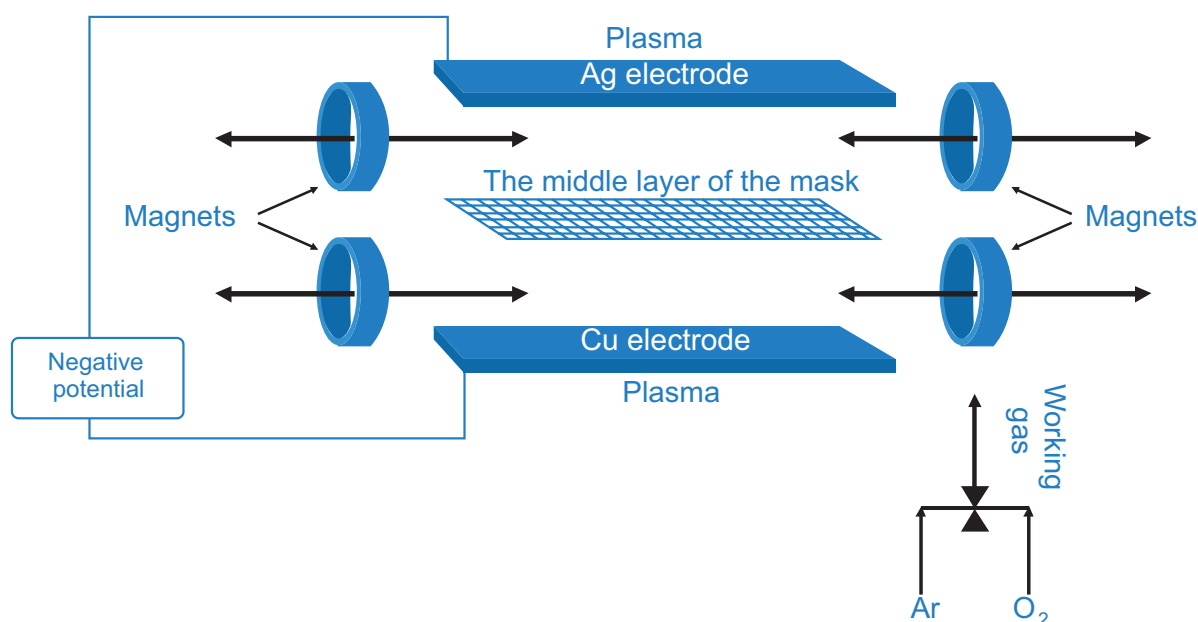 Plasma
Ag electrode
The middle layer of the mask
Magnets
Magnets
Cu electrode
Negative
potential
Plasma
Working
gas
Ar
O₂